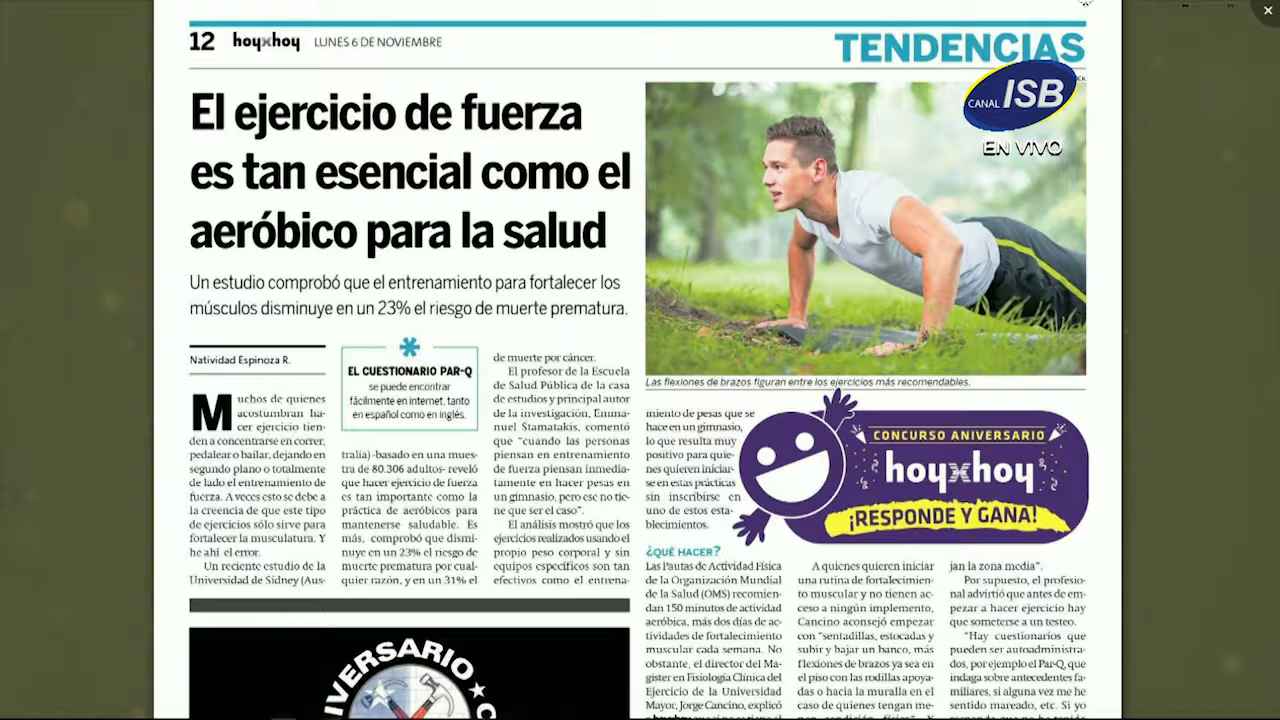 12 hoyxhoy LUNES 6 DE NOVIEMBRE
TENDENCIAS
CANAL ISB
EN VIVO
El ejercicio de fuerza
es tan esencial como el
aeróbico para la salud
Un estudio comprobó que el entrenamiento para fortalecer los
músculos disminuye en un 23% el riesgo de muerte prematura.
Natividad Espinoza R.
Muchos de quienes
acostumbran ha-
cer ejercicio tien-
den a concentrarse en correr,
pedalear o bailar, dejando en
segundo plano o totalmente
de lado el entrenamiento de
fuerza. A veces esto se debe a
la creencia de que este tipo
de ejercicios sólo sirve para
fortalecer la musculatura. Y
he ahí el error.
Un reciente estudio de la
Universidad de Sídney (Aus-
EL CUESTIONARIO PAR-Q
se puede encontrar
fácilmente en internet, tanto
en español como en inglés.
tralia) -basado en una mues-
tra de 80.306 adultos- reveló
que hacer ejercicio de fuerza
es tan importante como la
práctica de aeróbicos para
mantenerse saludable. Es
más, comprobó que dismi-
nuye en un 23% el riesgo de
muerte prematura por cual-
quier razón, y en un 31% el
de muerte por cáncer.
El profesor de la Escuela
de Salud Pública de la casa
de estudios y principal autor
de la investigación, Emma-
nuel Stamatakis, comentó
que "cuando las personas
piensan en entrenamiento
de fuerza piensan inmedia-
tamente en hacer pesas en
un gimnasio, pero ese no tie-
ne que ser el caso".
El análisis mostró que los
ejercicios realizados usando el
propio peso corporal y sin
equipos específicos son tan
efectivos como el entrena-
Las flexiones de brazos figuran entre los ejercicios más recomendables.
miento de pesas que se
hace en un gimnasio,
lo que resulta muy
positivo para quie-
nes quieren iniciar-
se en estas prácticas
sin inscribirse en
uno de estos esta-
blecimientos.
CONCURSO ANIVERSARIO
hoyxhoy
¡RESPONDE Y GANA!
¿QUÉ HACER?
Las Pautas de Actividad Física
de la Organización Mundial
de la Salud (OMS) recomien-
dan 150 minutos de actividad
aeróbica, más dos días de ac-
tividades de fortalecimiento
muscular cada semana. No
obstante, el director del Ma-
gíster en Fisiología Clínica del
Ejercicio de la Universidad
Mayor, Jorge Cancino, explicó
A quienes quieren iniciar
una rutina de fortalecimien-
to muscular y no tienen ac-
ceso a ningún implemento,
Cancino aconsejó empezar
con "sentadillas, estocadas y
subir y bajar un banco, más
flexiones de brazos ya sea en
el piso con las rodillas apoya-
das o hacia la muralla en el
caso de quienes tengan me-
jan la zona media".
Por supuesto, el profesio-
nal advirtió que antes de em-
pezar a hacer ejercicio hay
que someterse a un testeo.
"Hay cuestionarios que
pueden ser autoadministra-
dos, por ejemplo el Par-Q, que
indaga sobre antecedentes fa-
miliares, si alguna vez me he
sentido mareado, etc. Si yo